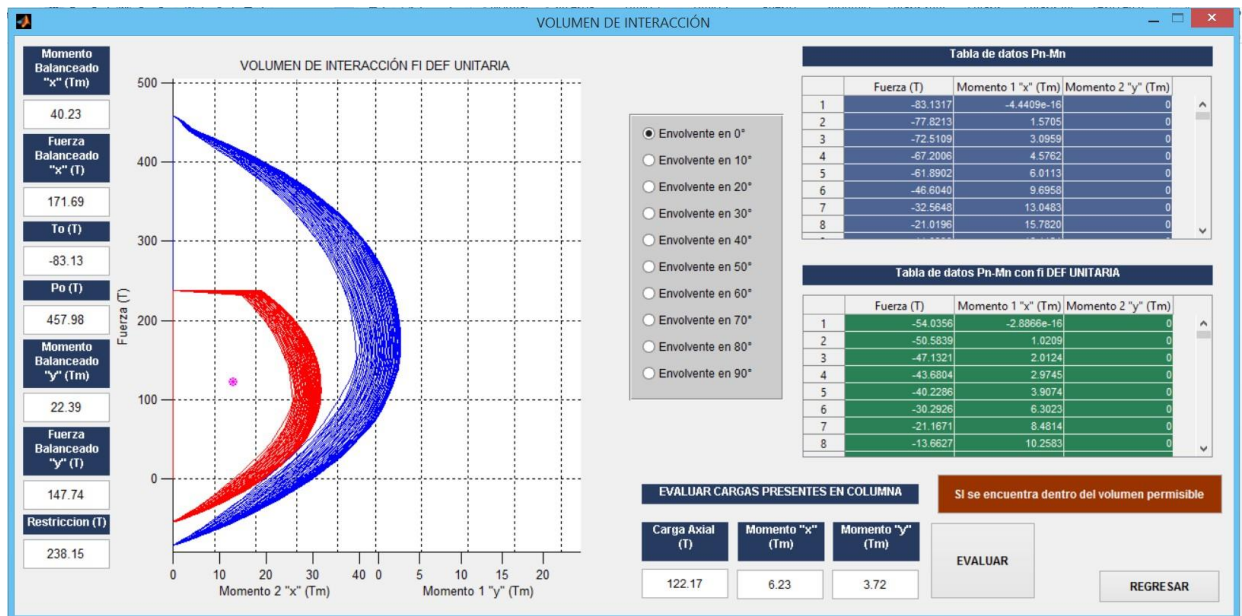 VOLUMEN DE INTERACCIÓN
Momento
Balanceado
"x" (Tm)
40.23
Fuerza
Balanceado
"x" (T)
171.69
To (T)
-83.13
Po (T)
457.98
Momento
Balanceado
"y" (Tm)
22.39
Fuerza
Balanceado
"y" (T)
147.74
Restriccion (T)
238.15
VOLUMEN DE INTERACCIÓN FI DEF UNITARIA
500
400
300
200
100
0
Fuerza (T)
0 10 20 30 40 0 5 10 15 20
Momento 2 "x" (Tm) Momento 1 "y" (Tm)
Envolvente en 0°
Envolvente en 10°
Envolvente en 20°
Envolvente en 30°
Envolvente en 40°
Envolvente en 50°
Envolvente en 60°
Envolvente en 70°
Envolvente en 80°
Envolvente en 90°
Tabla de datos Pn-Mn
Fuerza (T) Momento 1 "x" (Tm) Momento 2 "y" (Tm)
1 -83.1317 -4.4409e-16 0
2 -77.8213 1.5705 0
3 -72.5109 3.0959 0
4 -67.2006 4.5762 0
5 -61.8902 6.0113 0
6 -46.6040 9.6958 0
7 -32.5648 13.0483 0
8 -21.0196 15.7820 0
Tabla de datos Pn-Mn con fi DEF UNITARIA
Fuerza (T) Momento 1 "x" (Tm) Momento 2 "y" (Tm)
1 -54.0356 -2.8866e-16 0
2 -50.5839 1.0209 0
3 -47.1321 2.0124 0
4 -43.6804 2.9745 0
5 -40.2286 3.9074 0
6 -30.2926 6.3023 0
7 -21.1671 8.4814 0
8 -13.6627 10.2583 0
EVALUAR CARGAS PRESENTES EN COLUMNA
SI se encuentra dentro del volumen permisible
Carga Axial
(T)
Momento "x"
(Tm)
Momento "y"
(Tm)
122.17
6.23
3.72
EVALUAR
REGRESAR